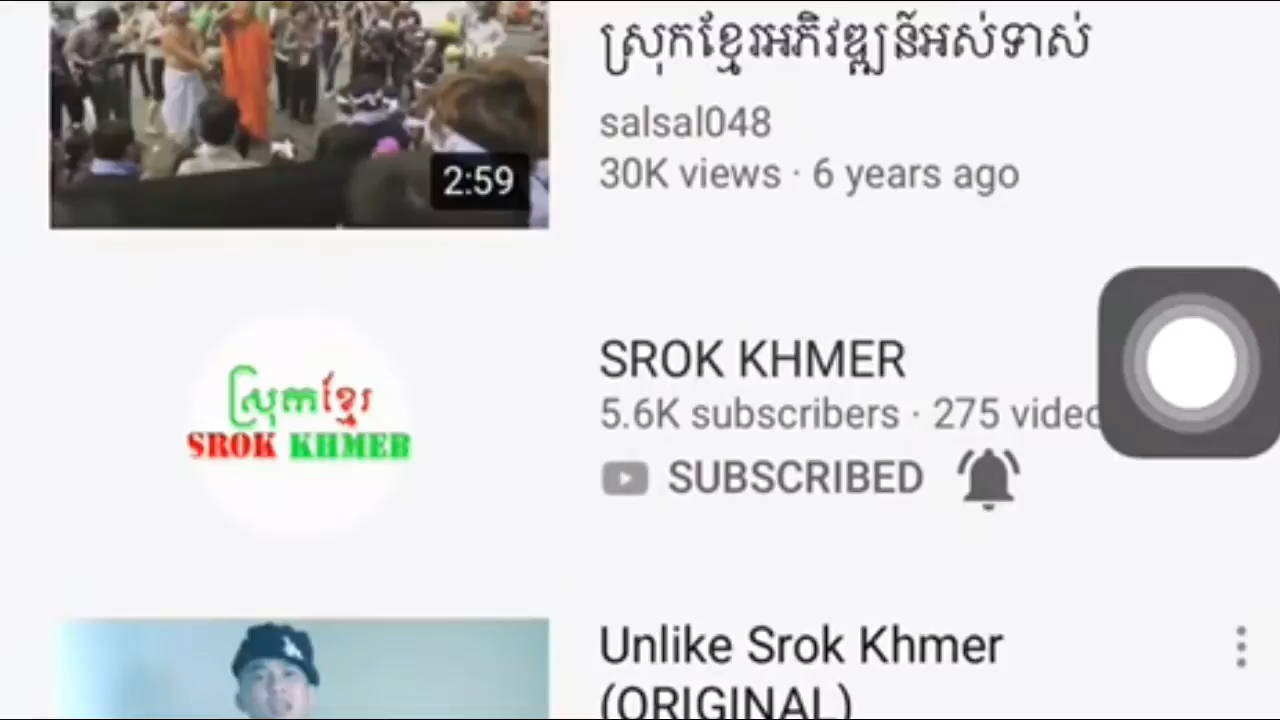 ស្រុកខ្មែរអភិវឌ្ឍន៍អស់ទាស់
salsal048
30K views · 6 years ago
2:59
ស្រុកខ្មែរ
SROK KHMER
SROK KHMER
5.6K subscribers · 275
SUBSCRIBED
Unlike Srok Khmer
(ORIGINAL)